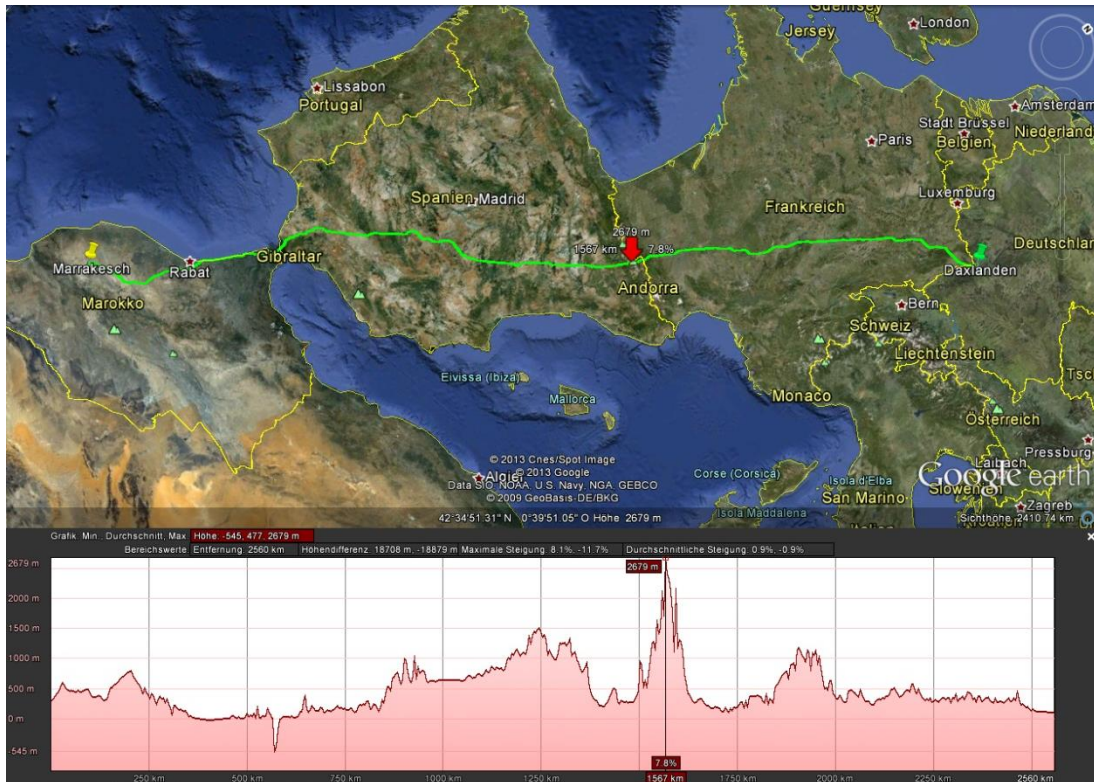 Guernsey
London
Jersey
Lissabon
Portugal
Amsterdam
Stadt Brüssel
Niederland
Paris
Belgien
Spanien Madrid
Frankreich
Luxemburg
2679 m
1567 km 7.8%
Deutschlan
Gibraltar
Marrakesch
Rabat
Daxlanden
Andorra
Marokko
Bern
Schweiz
Liechtenstein
Tsc
Eivissa (Ibiza)
Mallorca
Monaco
Österreich
Pressburg
© 2013 Cnes/Spot Image
© 2013 Google
Algier
Data SIO, NOAA, U.S. Navy, NGA, GEBCO
© 2009 GeoBasis-DE/BKG
Corse (Corsica)
Isola d'Elba
Laibach
Google earth
San Marino
Slowenien
Isola Maddalena
Zagreb
Italien
42°34'51.31" N 0°39'51.05" O Höhe 2679 m
Sichthöhe 2410.74 km
Grafik Min., Durchschnitt, Max Höhe: -545, 477, 2679 m
Bereichswerte: Entfernung: 2560 km Höhendifferenz: 18708 m, -18879 m Maximale Steigung: 8.1%, -11.7% Durchschnittliche Steigung: 0.9%, -0.9%
2679 m
2679 m
2000 m
1500 m
1000 m
500 m
0 m
-545 m
7.8%
250 km 500 km 750 km 1000 km 1250 km 1567 km 1750 km 2000 km 2250 km 2560 km